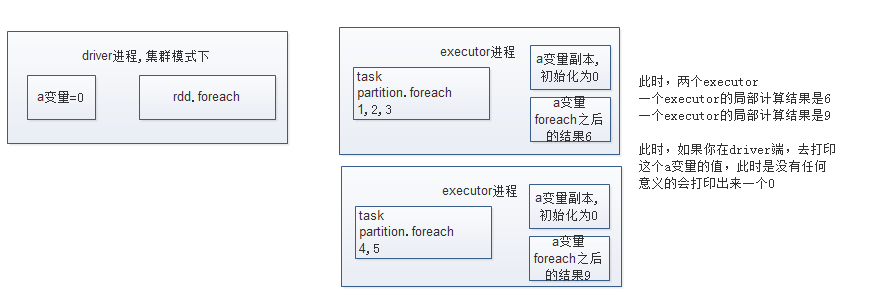 driver进程,集群模式下
a变量=0
rdd.foreach
executor进程
task
partition.foreach
1,2,3
a变量副本,
初始化为0
a变量
foreach之后
的结果6
executor进程
task
partition.foreach
4,5
a变量副本,
初始化为0
a变量
foreach之后
的结果9
此时，两个executor
一个executor的局部计算结果是6
一个executor的局部计算结果是9
此时，如果你在driver端，去打印
这个a变量的值，此时是没有任何
意义的会打印出来一个0